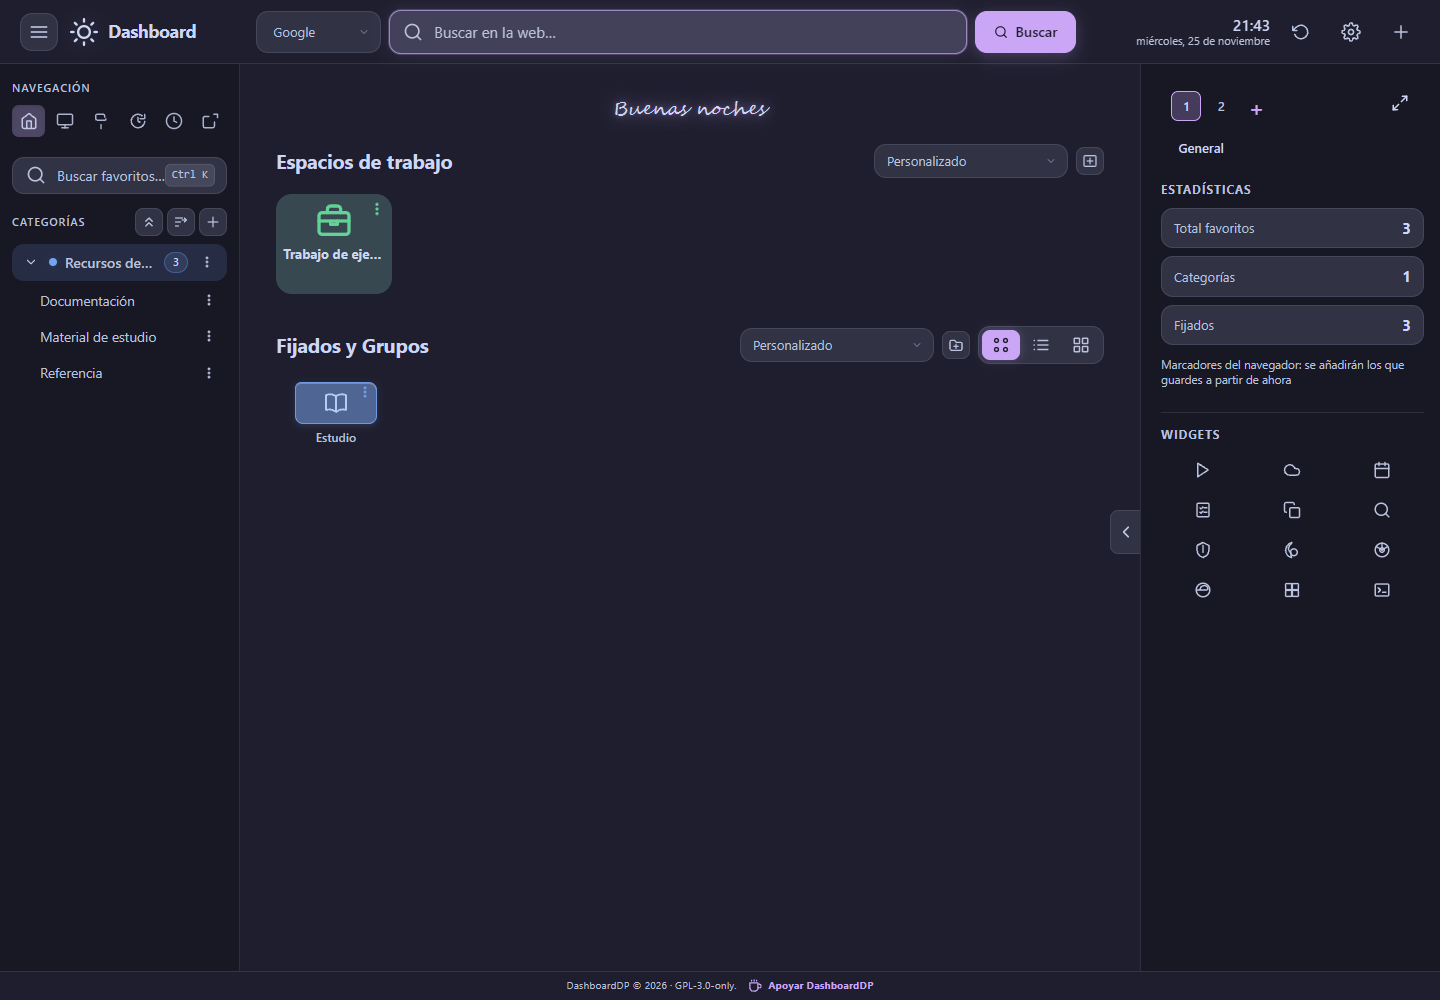 Dashboard
Google
Buscar en la web...
Buscar
21:43
miércoles, 25 de noviembre
NAVEGACIÓN
Buscar favoritos...
Ctrl K
CATEGORÍAS
Recursos de...
3
Documentación
Material de estudio
Referencia
Buenas noches
Espacios de trabajo
Personalizado
Trabajo de eje...
Fijados y Grupos
Personalizado
Estudio
1
2
+
General
ESTADÍSTICAS
Total favoritos
3
Categorías
1
Fijados
3
Marcadores del navegador: se añadirán los que
guardes a partir de ahora
WIDGETS
DashboardDP © 2026 · GPL-3.0-only.
Apoyar DashboardDP